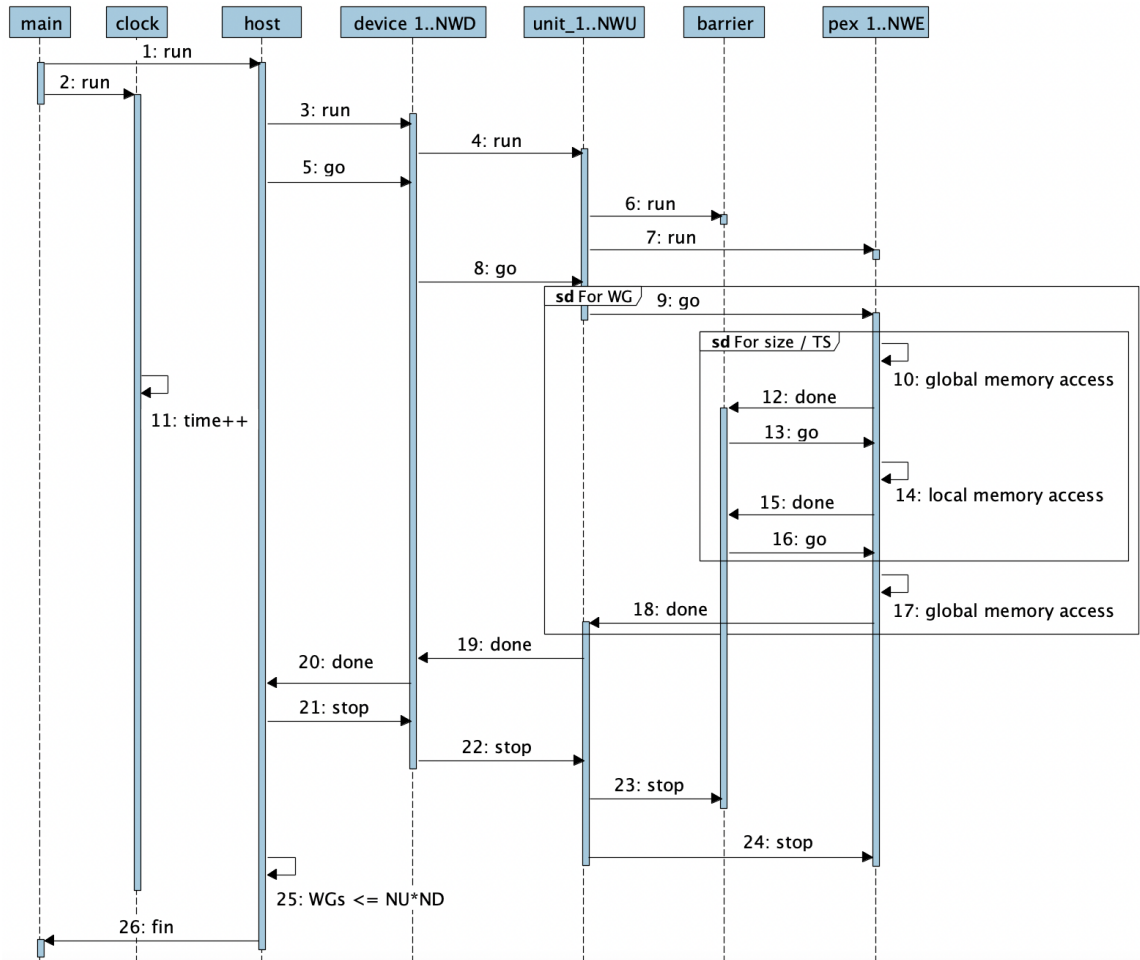 main
clock
host
device 1..NWD
unit_1..NWU
barrier
pex 1..NWE
1: run
2: run
3: run
4: run
5: go
6: run
7: run
8: go
sd For WG
9: go
sd For size / TS
10: global memory access
11: time++
12: done
13: go
14: local memory access
15: done
16: go
17: global memory access
18: done
19: done
20: done
21: stop
22: stop
23: stop
24: stop
25: WGs <= NU*ND
26: fin